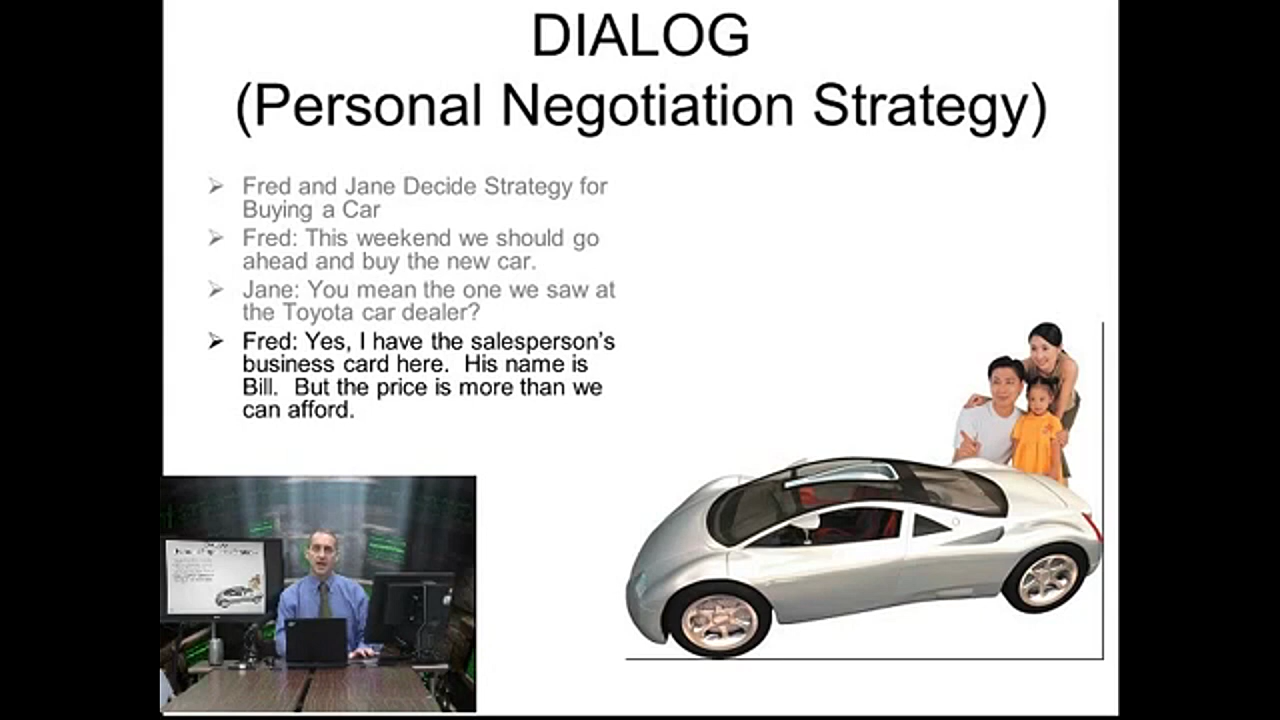 DIALOG
(Personal Negotiation Strategy)
Fred and Jane Decide Strategy for
Buying a Car
Fred: This weekend we should go
ahead and buy the new car.
Jane: You mean the one we saw at
the Toyota car dealer?
Fred: Yes, I have the salesperson’s
business card here.  His name is
Bill.  But the price is more than we
can afford.